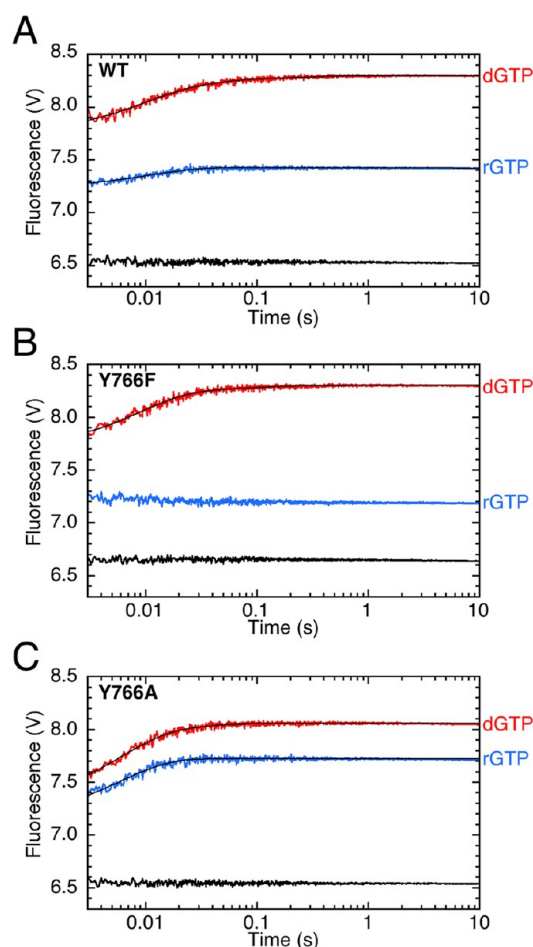 A
WT
8.5
8.0
7.5
7.0
6.5
Fluorescence (V)
dGTP
rGTP
0.01
0.1
1
10
Time (s)
B
Y766F
8.5
8.0
7.5
7.0
6.5
Fluorescence (V)
dGTP
rGTP
0.01
0.1
1
10
Time (s)
C
Y766A
8.5
8.0
7.5
7.0
6.5
Fluorescence (V)
dGTP
rGTP
0.01
0.1
1
10
Time (s)